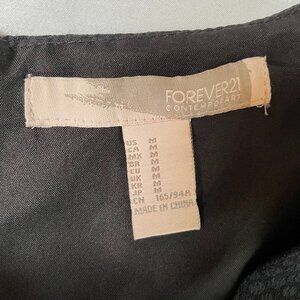 FOREVER21
CONTEMPORARY
US M
CA M
MX M
BR M
EU M
UK M
KR M
JP M
CN 165/94A
MADE IN CHINA